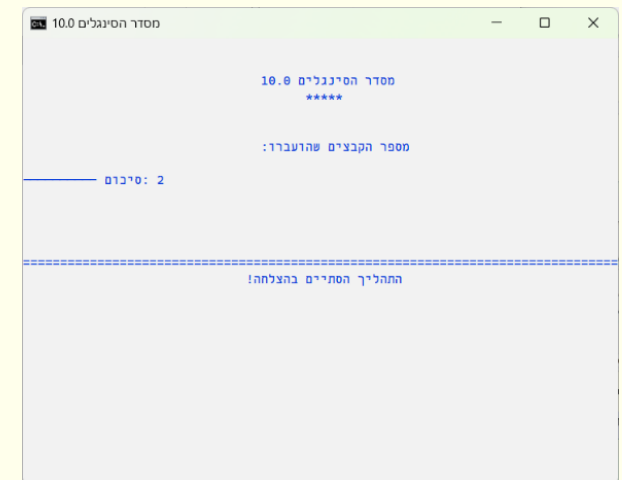 מסדר הסינגלים 10.0
מסדר הסינגלים 10.0
*****
מספר הקבצים שהועברו:
────────── סיכום: 2
================================================================================
התהליך הסתיים בהצלחה!